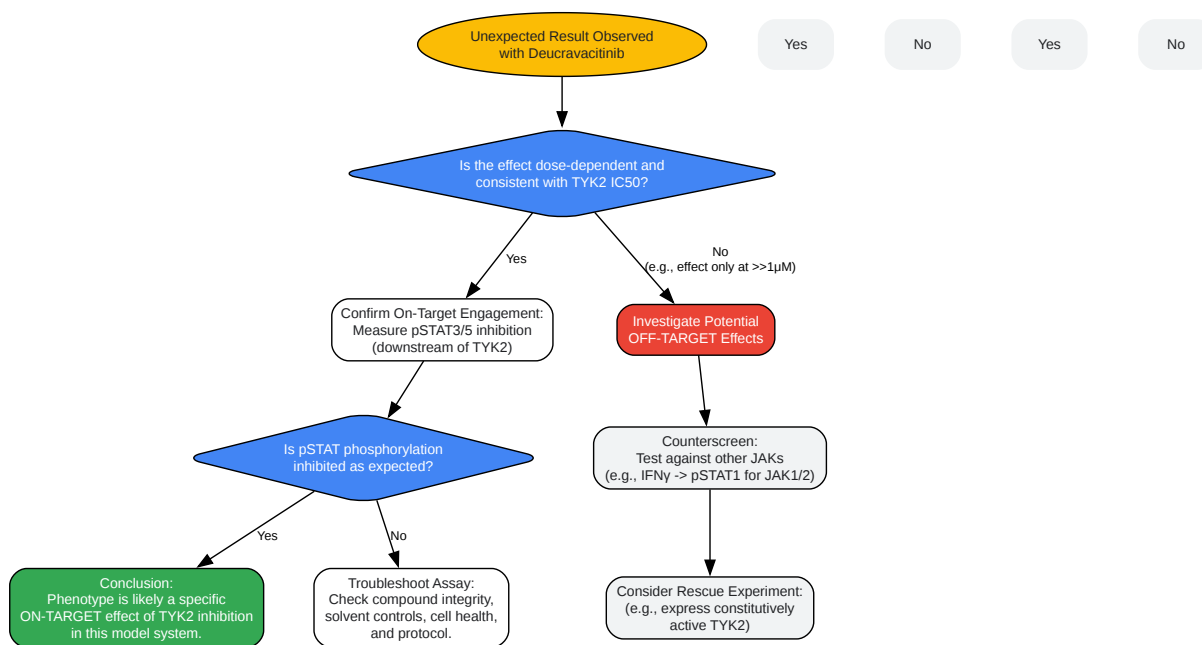 Unexpected Result Observed
with Deucravacitinib
Yes
No
Yes
No
Is the effect dose-dependent and
consistent with TYK2 IC50?
Yes
No
(e.g., effect only at >>1μM)
Confirm On-Target Engagement:
Measure pSTAT3/5 inhibition
(downstream of TYK2)
Investigate Potential
OFF-TARGET Effects
Is pSTAT phosphorylation
inhibited as expected?
Counterscreen:
Test against other JAKs
(e.g., IFNγ -> pSTAT1 for JAK1/2)
Yes
No
Conclusion:
Phenotype is likely a specific
ON-TARGET effect of TYK2 inhibition
in this model system.
Troubleshoot Assay:
Check compound integrity,
solvent controls, cell health,
and protocol.
Consider Rescue Experiment:
(e.g., express constitutively
active TYK2)